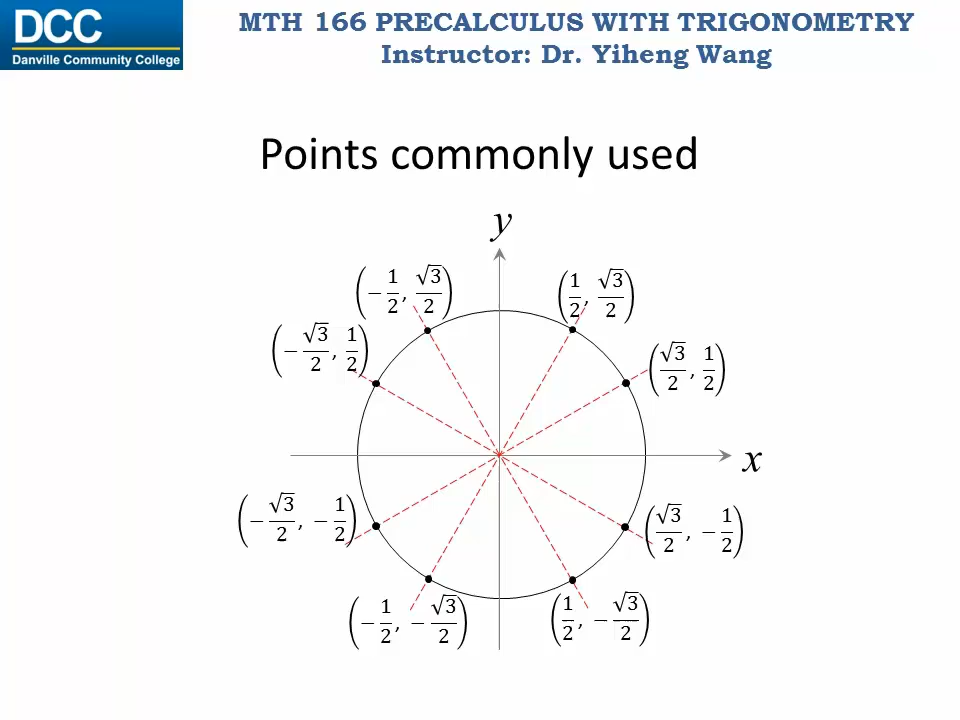 DCC
Danville Community College
MTH 166 PRECALCULUS WITH TRIGONOMETRY
Instructor: Dr. Yiheng Wang
Points commonly used
y
(−1/2, √3/2)
(1/2, √3/2)
(−√3/2, 1/2)
(√3/2, 1/2)
x
(−√3/2, −1/2)
(√3/2, −1/2)
(−1/2, −√3/2)
(1/2, −√3/2)